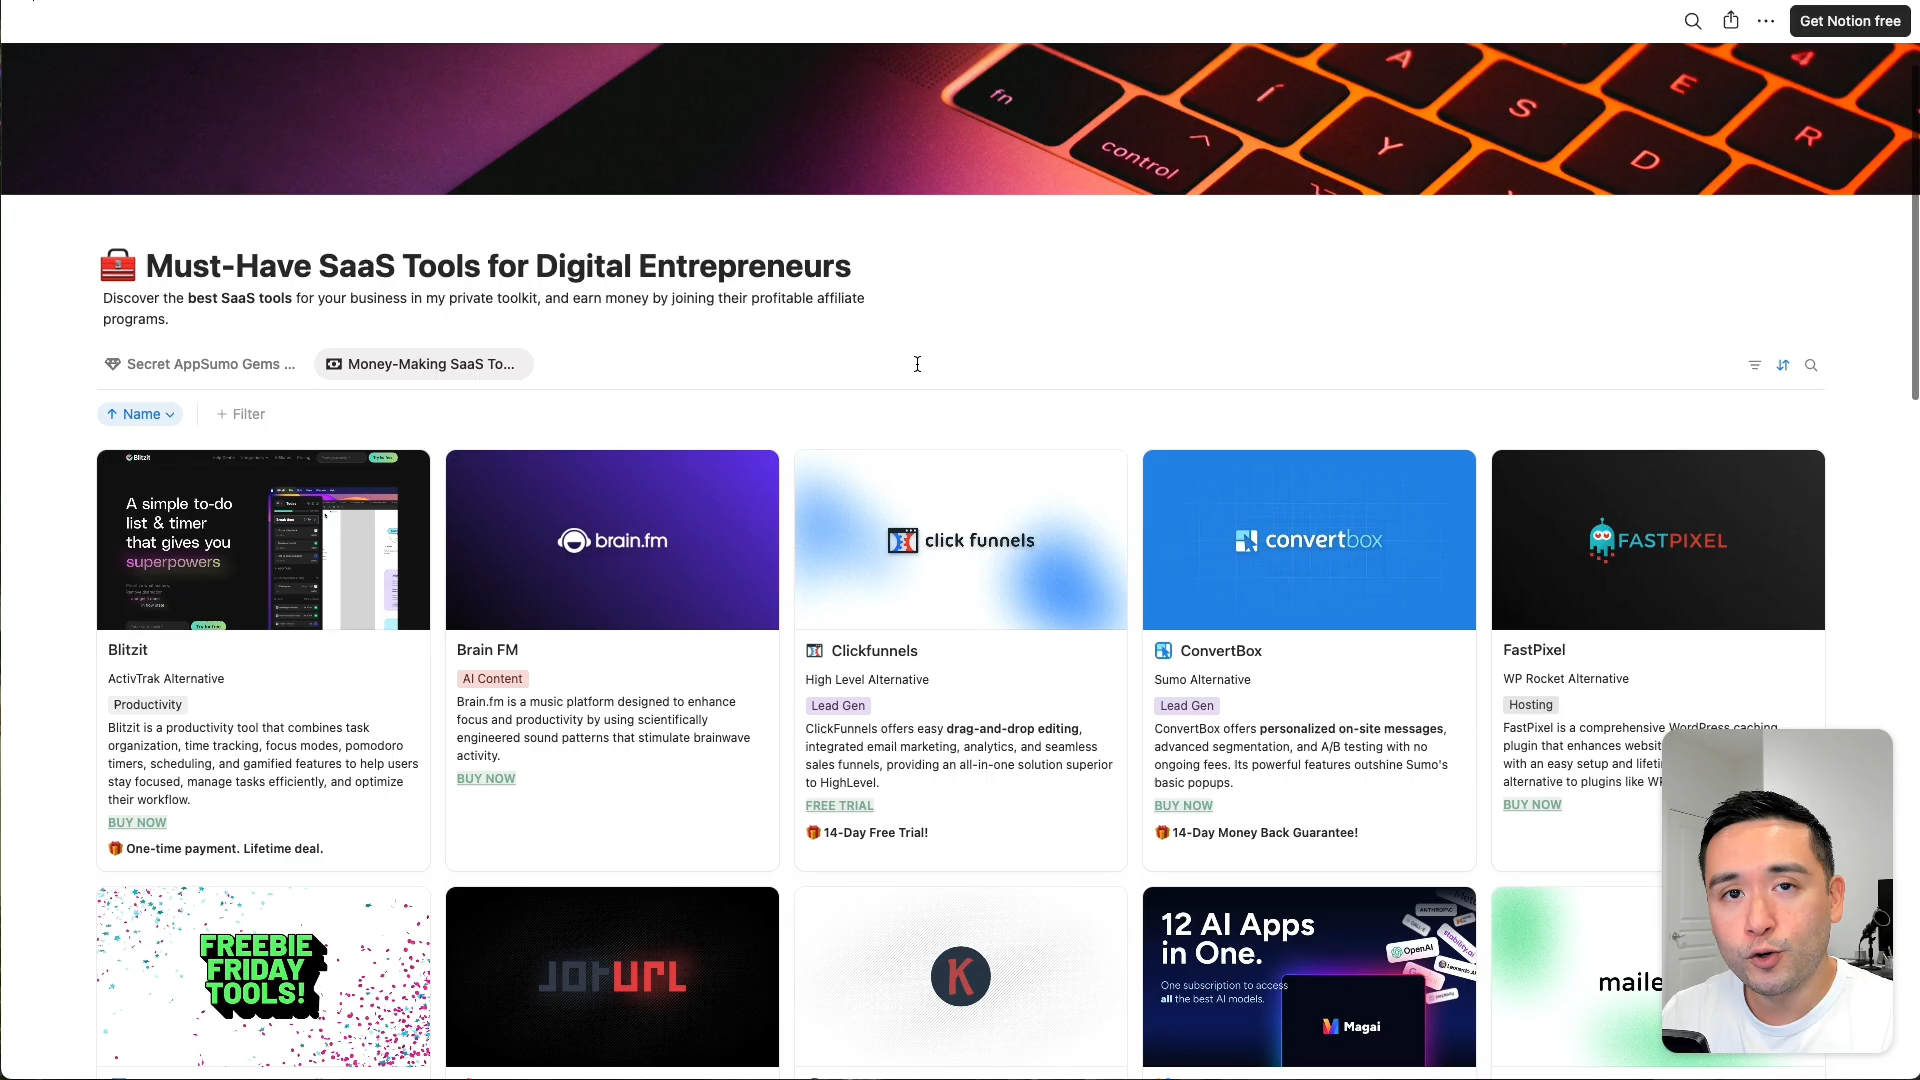 Get Notion free
fn
control
A
S
E
Y
D
R
4
Must-Have SaaS Tools for Digital Entrepreneurs
Discover the best SaaS tools for your business in my private toolkit, and earn money by joining their profitable affiliate
programs.
Secret AppSumo Gems ...
Money-Making SaaS To...
Name
+ Filter
Blitzit
A simple to-do
list & timer
that gives you
superpowers
Blitzit
ActivTrak Alternative
Productivity
Blitzit is a productivity tool that combines task
organization, time tracking, focus modes, pomodoro
timers, scheduling, and gamified features to help users
stay focused, manage tasks efficiently, and optimize
their workflow.
BUY NOW
🎁 One-time payment. Lifetime deal.
brain.fm
Brain FM
AI Content
Brain.fm is a music platform designed to enhance
focus and productivity by using scientifically
engineered sound patterns that stimulate brainwave
activity.
BUY NOW
click funnels
Clickfunnels
High Level Alternative
Lead Gen
ClickFunnels offers easy drag-and-drop editing,
integrated email marketing, analytics, and seamless
sales funnels, providing an all-in-one solution superior
to HighLevel.
FREE TRIAL
🎁 14-Day Free Trial!
convertbox
ConvertBox
Sumo Alternative
Lead Gen
ConvertBox offers personalized on-site messages,
advanced segmentation, and A/B testing with no
ongoing fees. Its powerful features outshine Sumo's
basic popups.
BUY NOW
🎁 14-Day Money Back Guarantee!
FASTPIXEL
FastPixel
WP Rocket Alternative
Hosting
FastPixel is a comprehensive WordPress caching
plugin that enhances
with an easy setup and
alternative to plugins like
BUY NOW
FREEBIE
FRIDAY
TOOLS!
JotURL
K
12 AI Apps
in One.
One subscription to access
all the best AI models.
ANTHROPIC
OpenAI
stability.ai
Leonardo.Ai
perplexity
Magai
maile